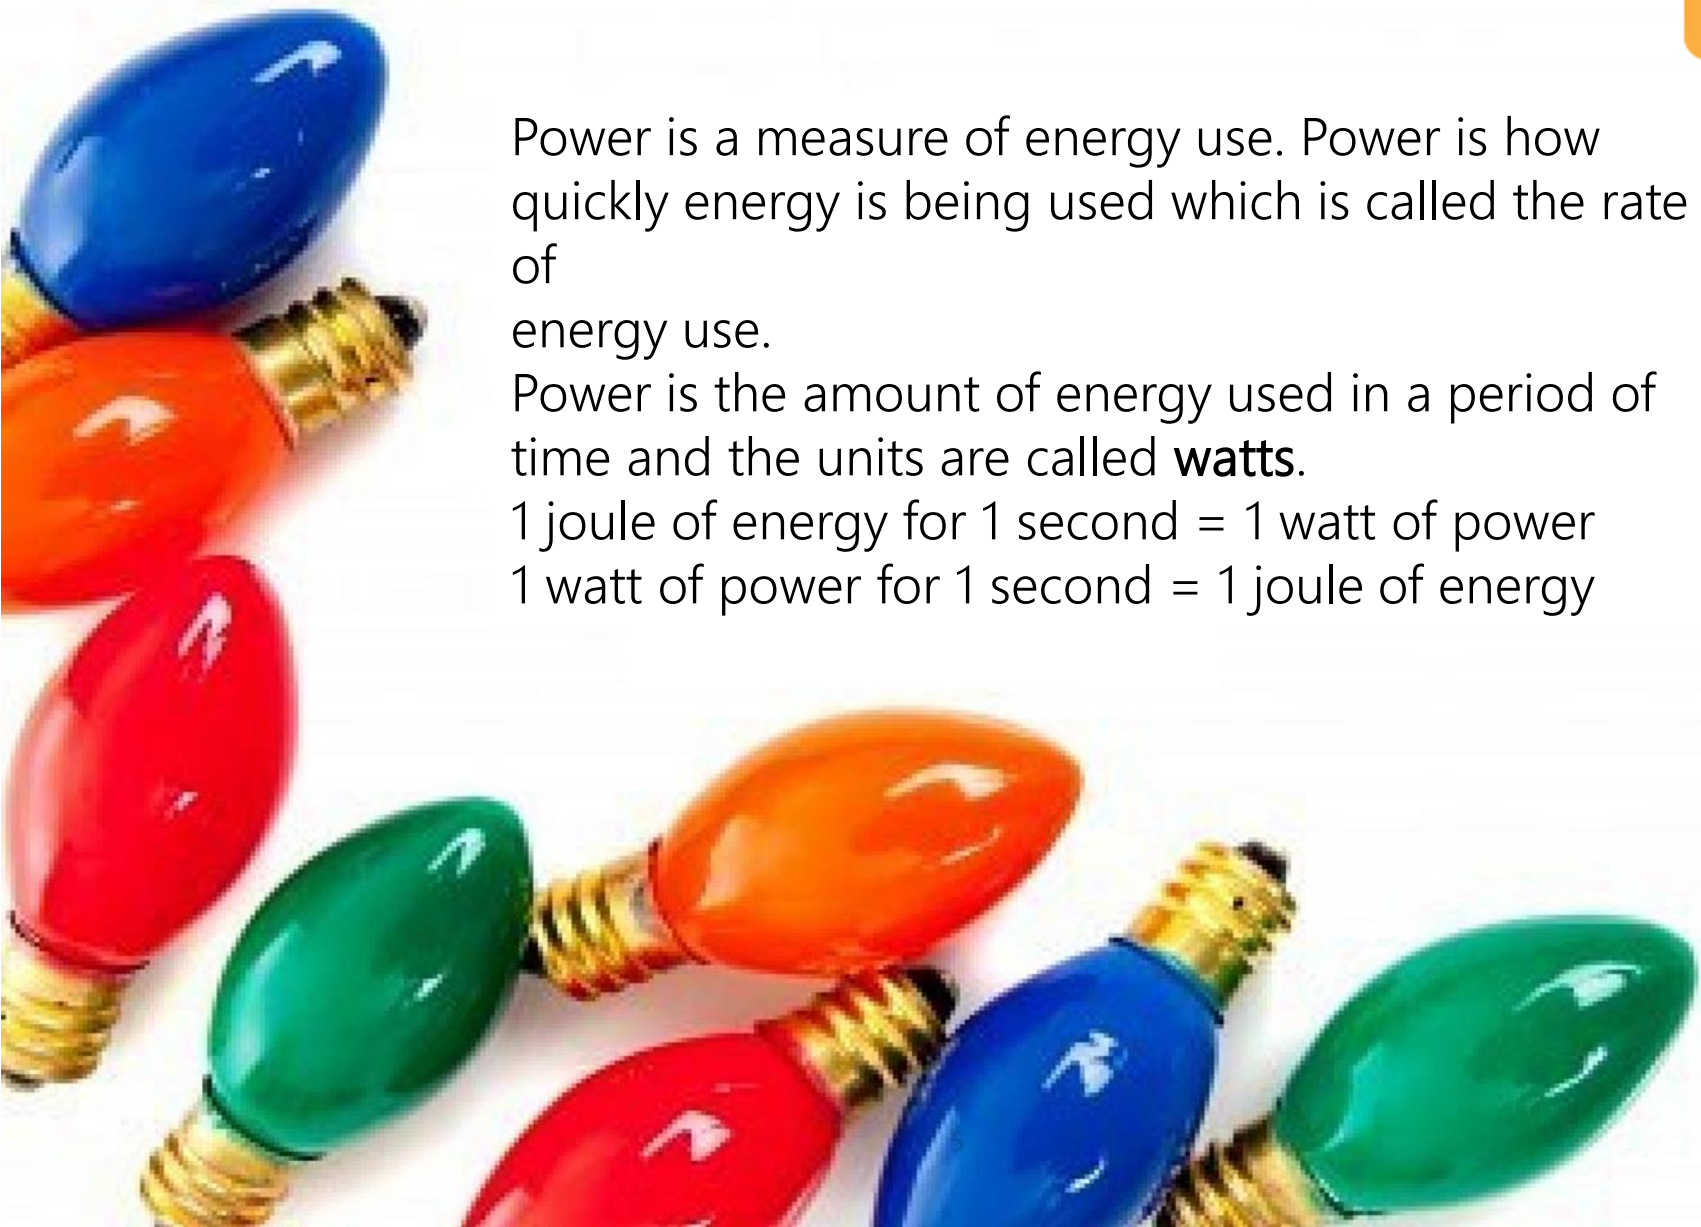 Power is a measure of energy use. Power is how
quickly energy is being used which is called the rate
of
energy use.
Power is the amount of energy used in a period of
time and the units are called watts.
1 joule of energy for 1 second = 1 watt of power
1 watt of power for 1 second = 1 joule of energy